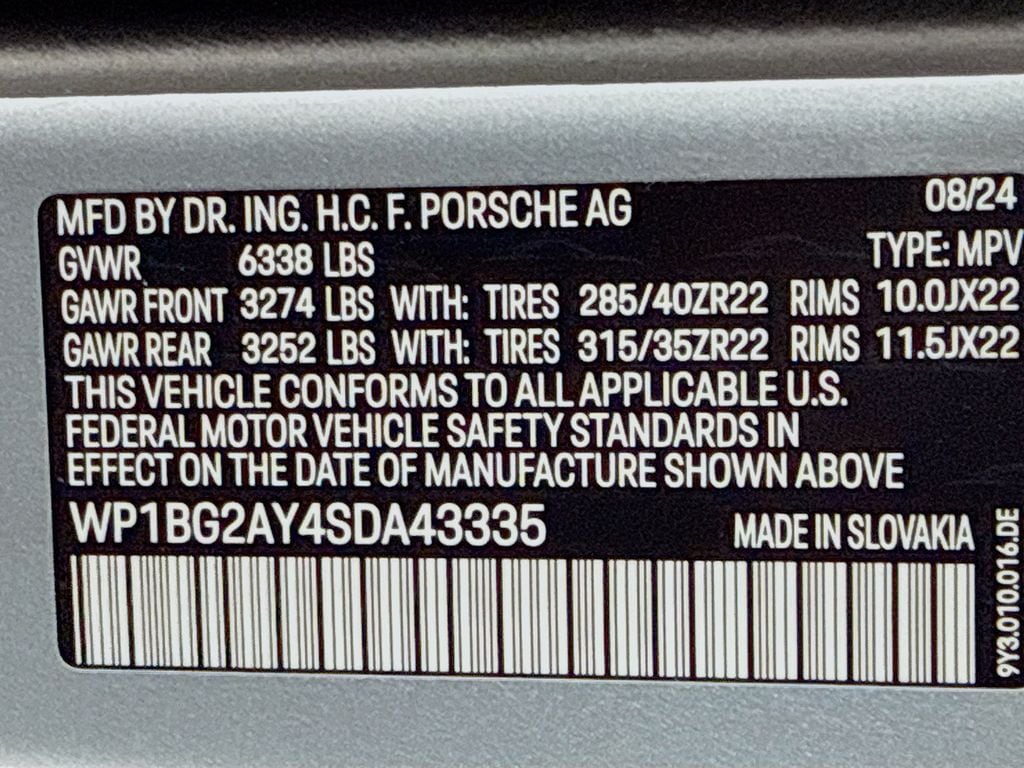 MFD BY DR. ING. H.C. F. PORSCHE AG 08/24
GVWR 6338 LBS TYPE: MPV
GAWR FRONT 3274 LBS WITH: TIRES 285/40ZR22 RIMS 10.0JX22
GAWR REAR 3252 LBS WITH: TIRES 315/35ZR22 RIMS 11.5JX22
THIS VEHICLE CONFORMS TO ALL APPLICABLE U.S.
FEDERAL MOTOR VEHICLE SAFETY STANDARDS IN
EFFECT ON THE DATE OF MANUFACTURE SHOWN ABOVE
WP1BG2AY4SDA43335 MADE IN SLOVAKIA
9Y3.010.016.DE